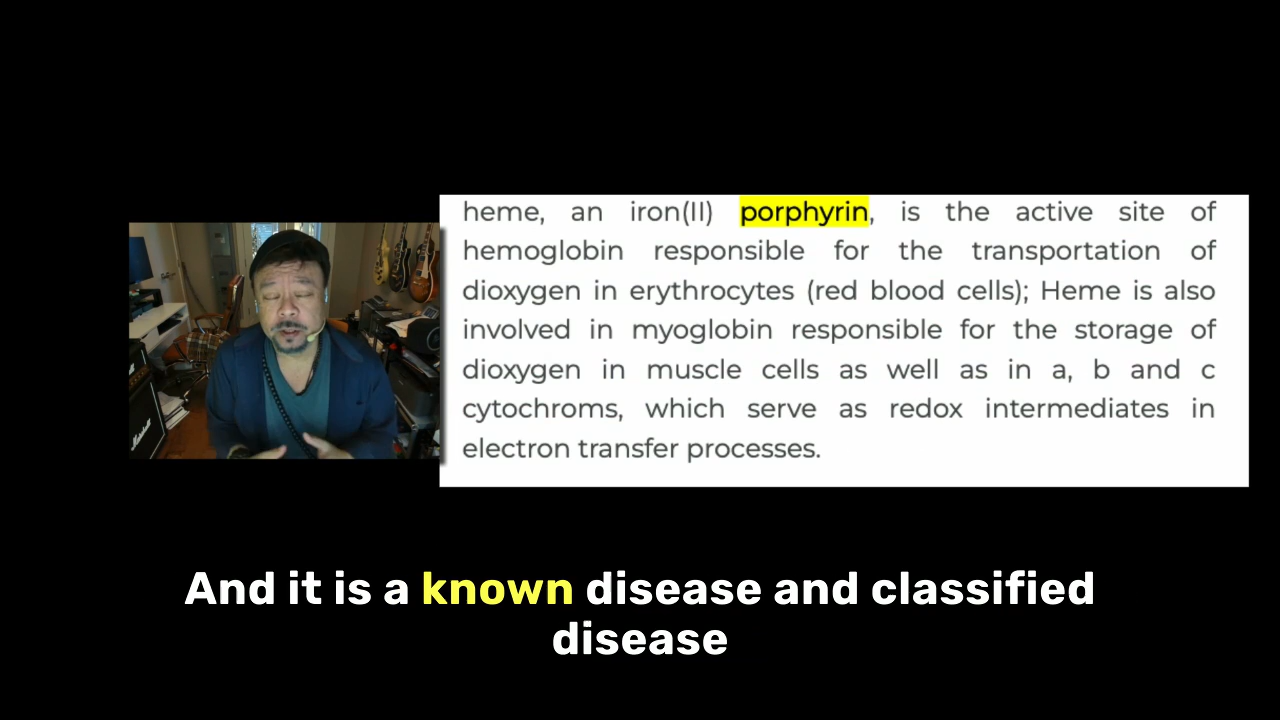 heme, an iron(II) porphyrin, is the active site of
hemoglobin responsible for the transportation of
dioxygen in erythrocytes (red blood cells); Heme is also
involved in myoglobin responsible for the storage of
dioxygen in muscle cells as well as in a, b and c
cytochroms, which serve as redox intermediates in
electron transfer processes.
Marshall
And it is a known disease and classified
disease